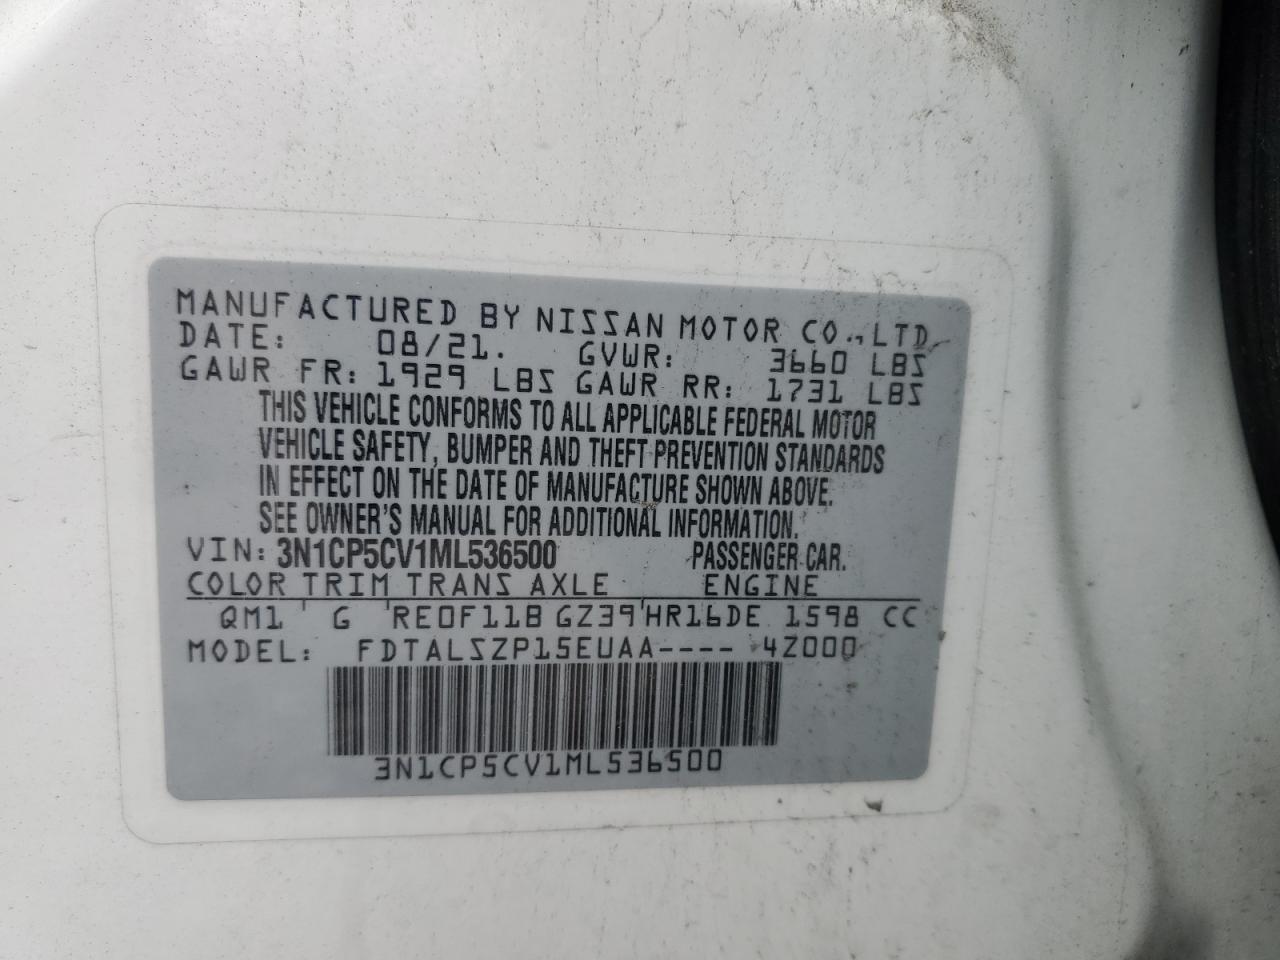 MANUFACTURED BY NISSAN MOTOR CO., LTD.
DATE: 08/21. GVWR: 3660 LBS
GAWR FR: 1929 LBS GAWR RR: 1731 LBS
THIS VEHICLE CONFORMS TO ALL APPLICABLE FEDERAL MOTOR
VEHICLE SAFETY, BUMPER AND THEFT PREVENTION STANDARDS
IN EFFECT ON THE DATE OF MANUFACTURE SHOWN ABOVE.
SEE OWNER'S MANUAL FOR ADDITIONAL INFORMATION.
VIN: 3N1CP5CV1ML536500 PASSENGER CAR.
COLOR TRIM TRANS AXLE ENGINE
QM1 ' G 'RE0F11B GZ39'HR16DE 1598 CC
MODEL: FDTALSZP15EUAA---- 4Z000
3N1CP5CV1ML536500